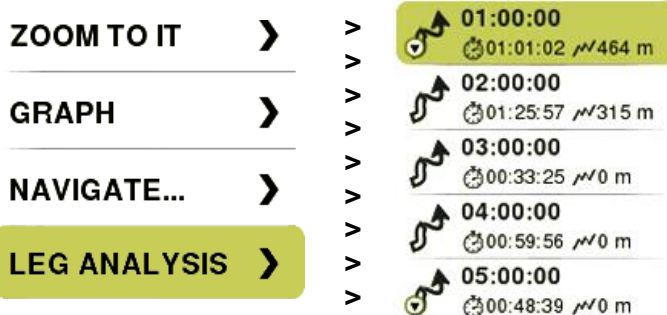 ZOOM TO IT ❯
GRAPH ❯
NAVIGATE... ❯
LEG ANALYSIS ❯
>
>
>
>
>
>
>
>
>
01:00:00
01:01:02 464 m
02:00:00
01:25:57 315 m
03:00:00
00:33:25 0 m
04:00:00
00:59:56 0 m
05:00:00
00:48:39 0 m